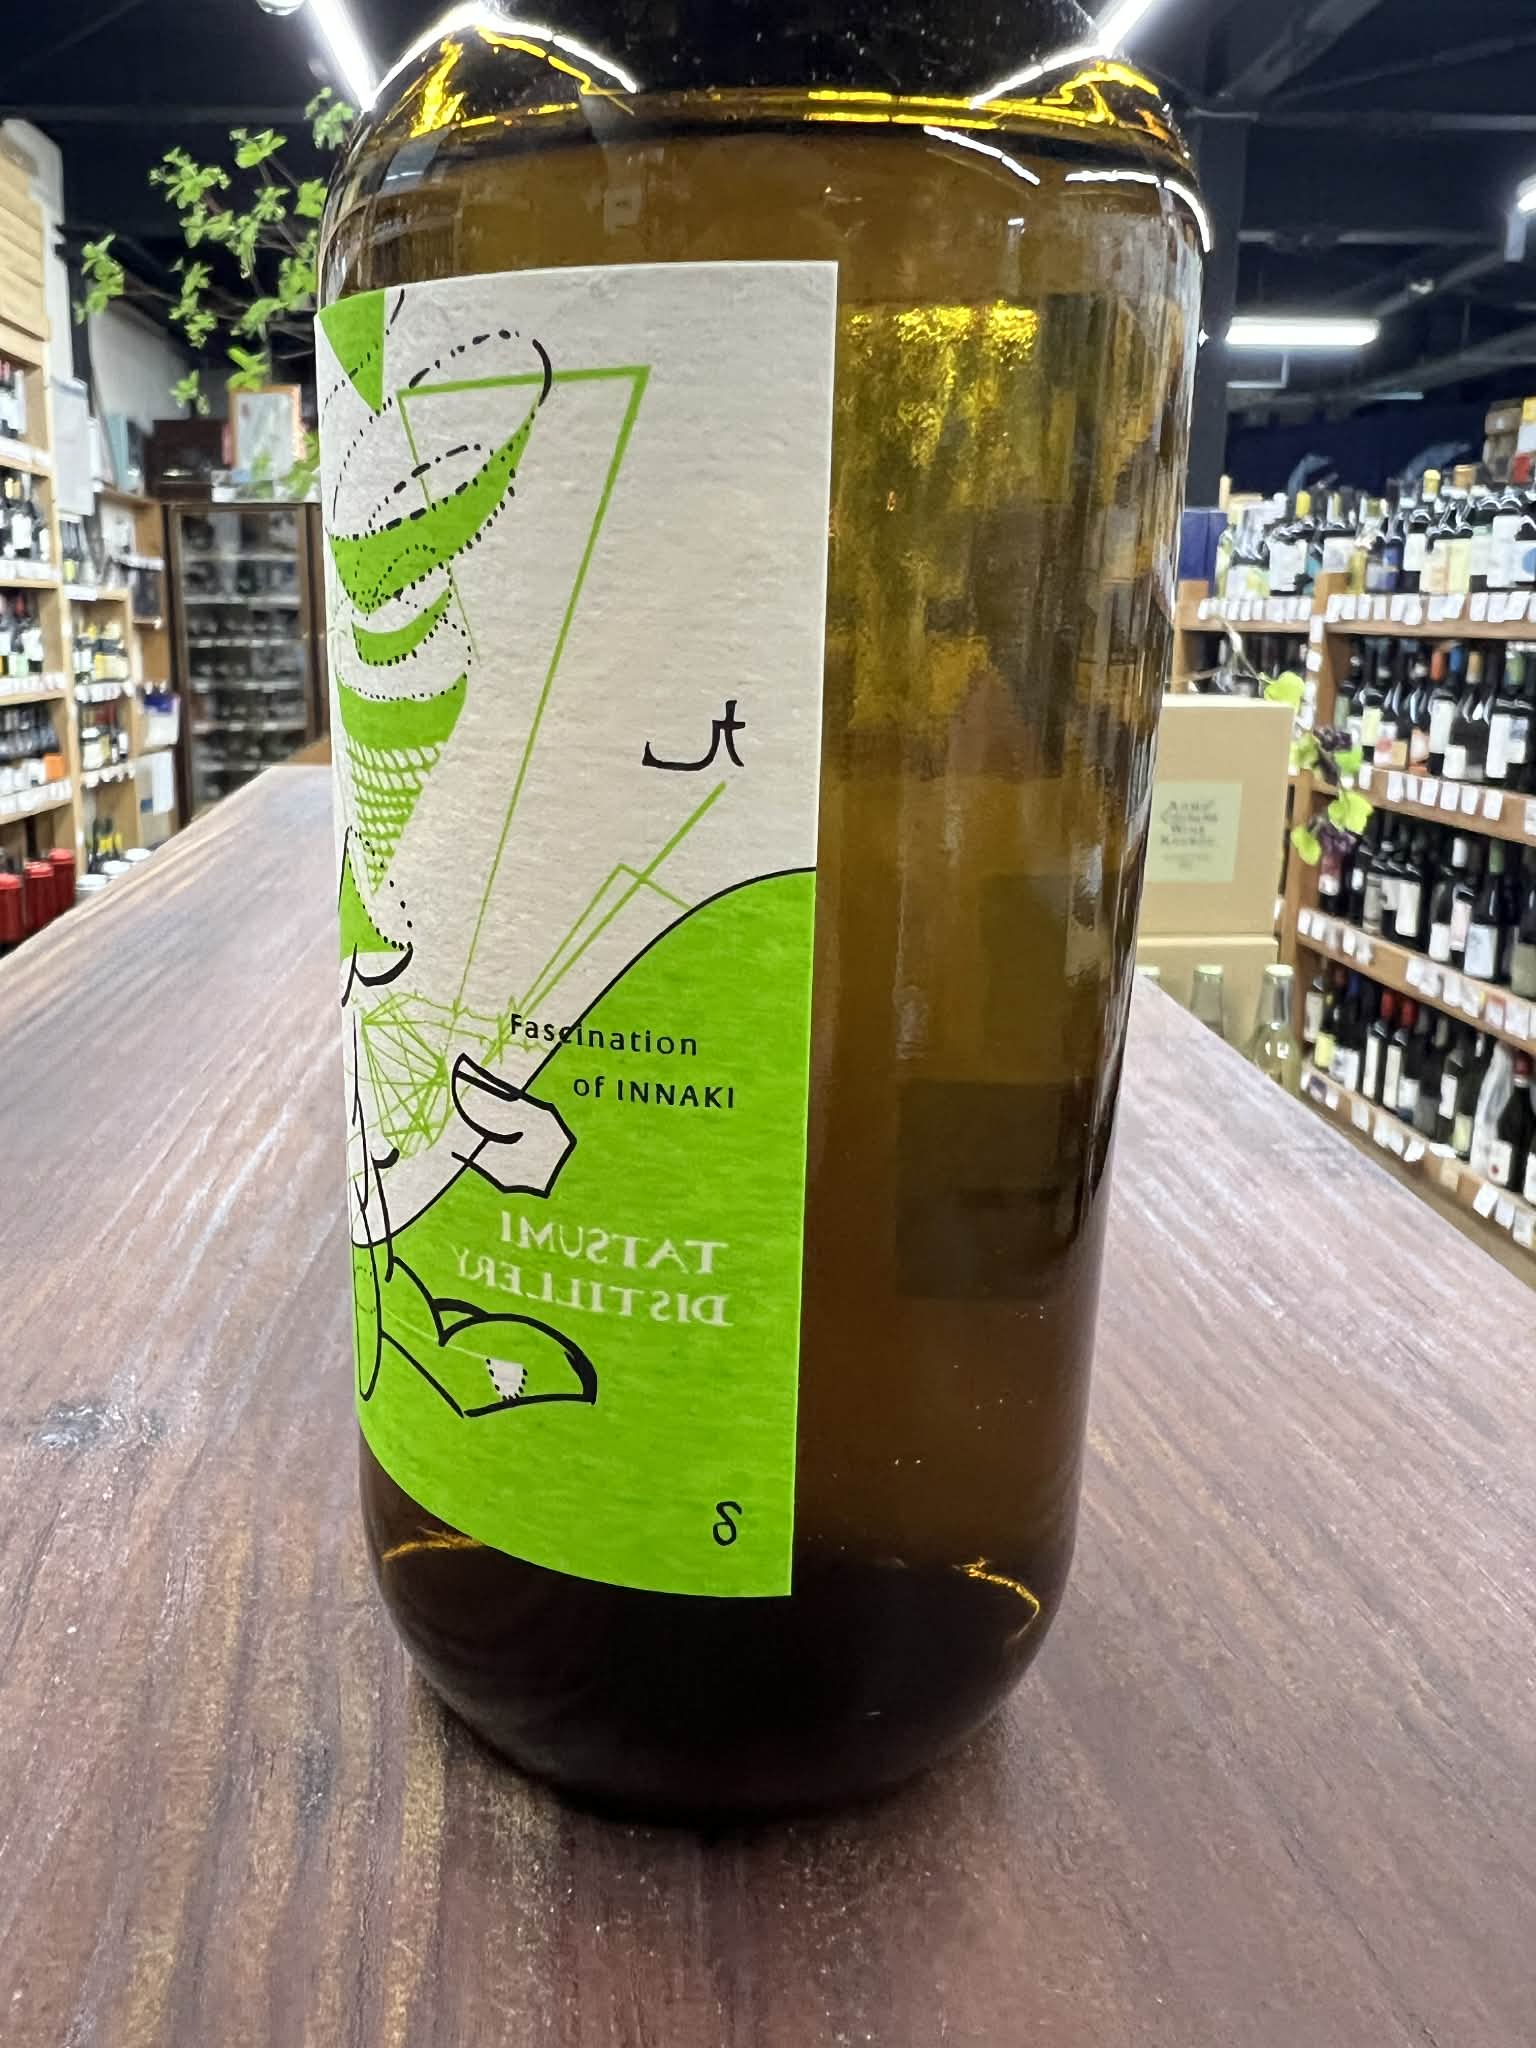 Fascination
of INNAKI
TATSUMI
DISTILLERY
δ